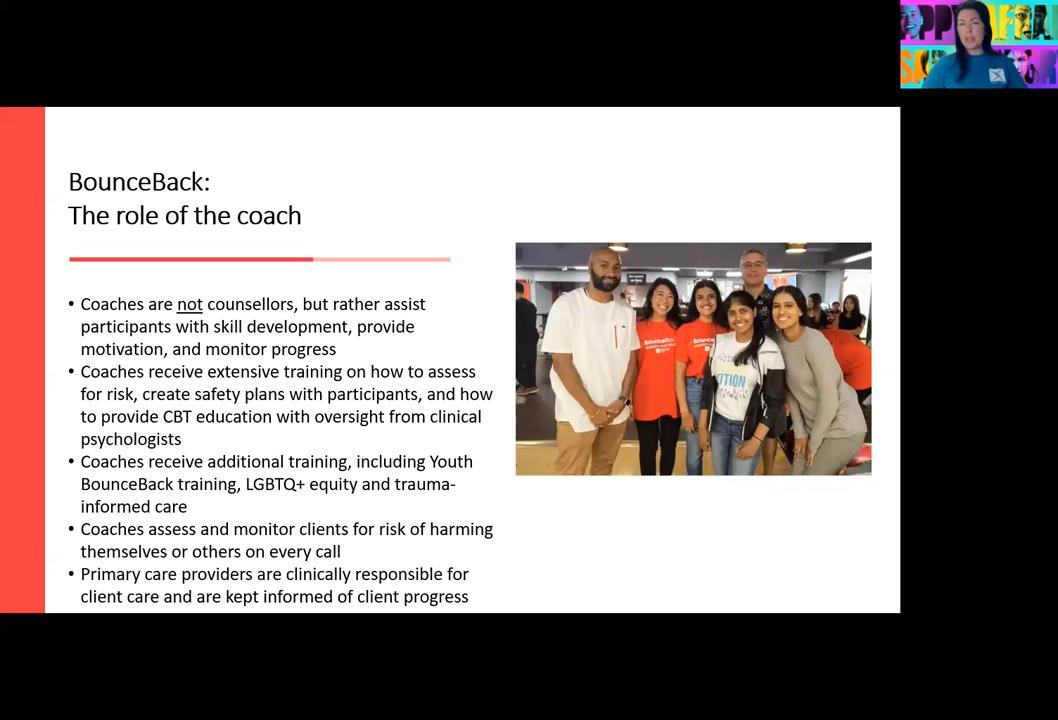 BounceBack:
The role of the coach
• Coaches are not counsellors, but rather assist
participants with skill development, provide
motivation, and monitor progress
• Coaches receive extensive training on how to assess
for risk, create safety plans with participants, and how
to provide CBT education with oversight from clinical
psychologists
• Coaches receive additional training, including Youth
BounceBack training, LGBTQ+ equity and trauma-
informed care
• Coaches assess and monitor clients for risk of harming
themselves or others on every call
• Primary care providers are clinically responsible for
client care and are kept informed of client progress